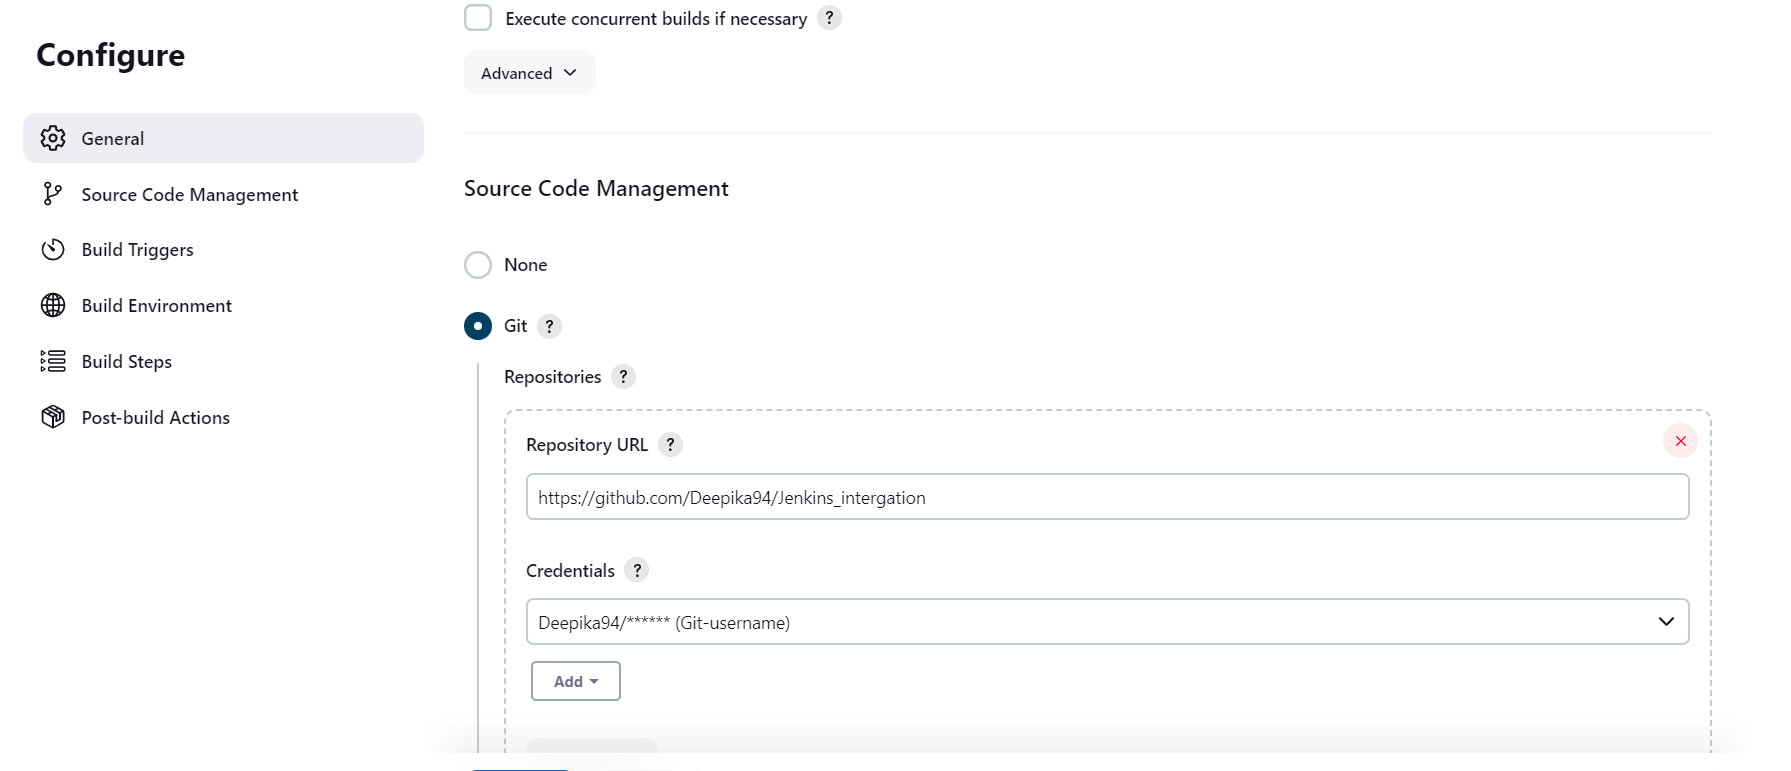 Configure
General
Source Code Management
Build Triggers
Build Environment
Build Steps
Post-build Actions
Execute concurrent builds if necessary ?
Advanced
Source Code Management
None
Git ?
Repositories ?
Repository URL ?
https://github.com/Deepika94/Jenkins_intergation
Credentials ?
Deepika94/****** (Git-username)
Add